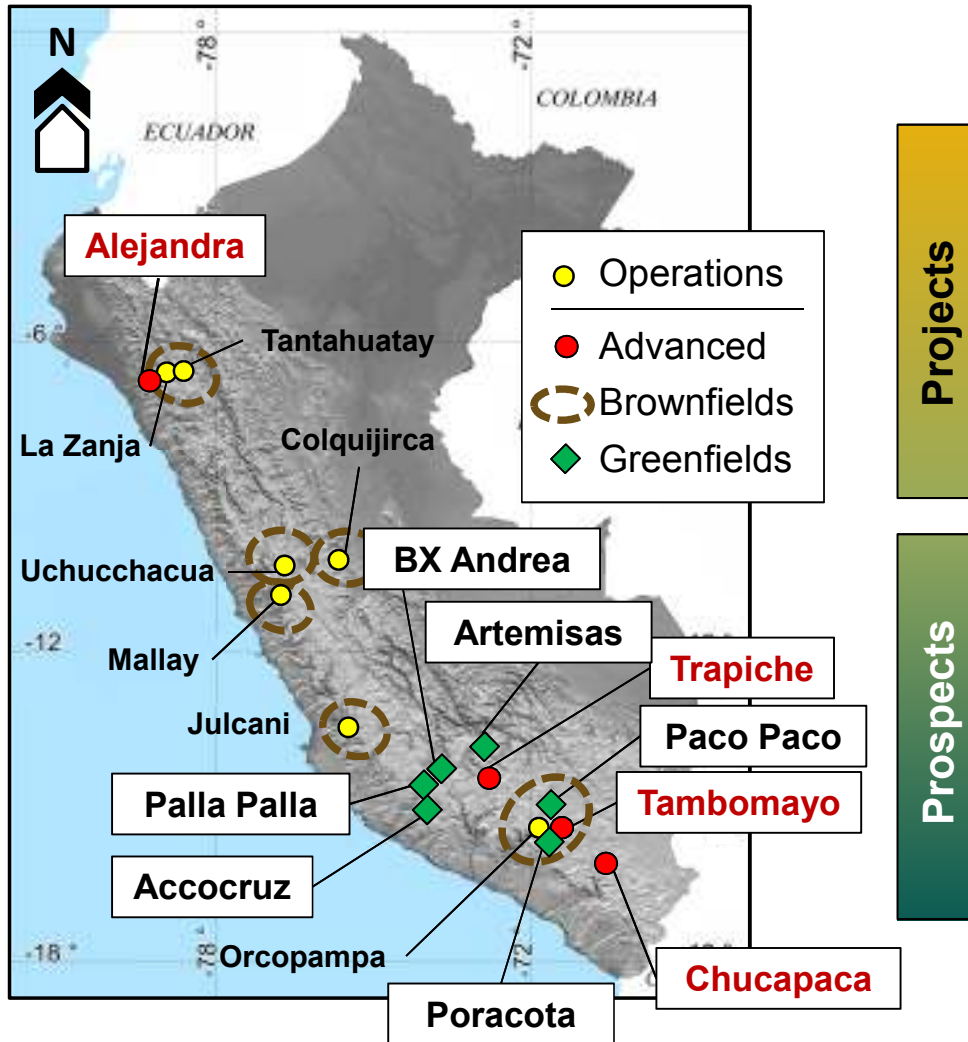 N
-78 °
-72
COLOMBIA
ECUADOR
Alejandra
Operations
-6 °
Tantahuatay
Advanced
Brownfields
La Zanja
Colquijirca
Greenfields
Projects
BX Andrea
Uchucchacua
Artemisas
-12
Mallay
Trapiche
Julcani
Paco Paco
Prospects
Palla Palla
Tambomayo
Accocruz
Orcopampa
-18 °
-78
-72
Chucapaca
Poracota